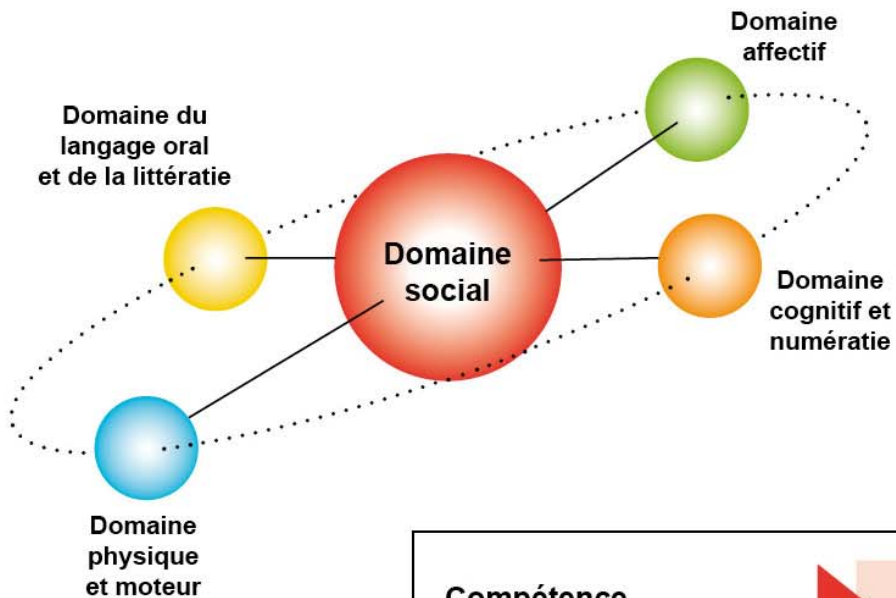 Domaine
affectif
Domaine du
langage oral
et de la littératie
Domaine
social
Domaine
cognitif et
numératie
Domaine
physique
et moteur
Compétence